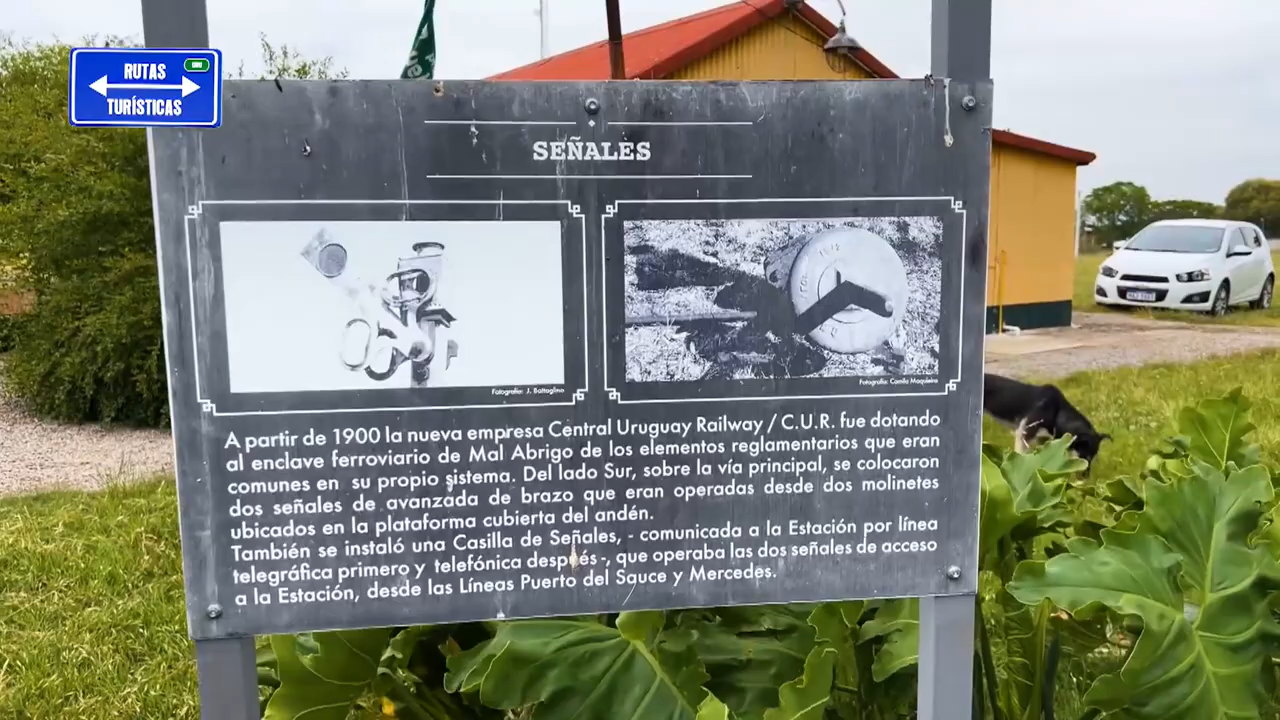 RUTAS
TURÍSTICAS
SEÑALES
Fotografía: J. Battaglino
Fotografía: Camila Maquieira
A partir de 1900 la nueva empresa Central Uruguay Railway / C.U.R. fue dotando
al enclave ferroviario de Mal Abrigo de los elementos reglamentarios que eran
comunes en su propio sistema. Del lado Sur, sobre la vía principal, se colocaron
dos señales de avanzada de brazo que eran operadas desde dos molinetes
ubicados en la plataforma cubierta del andén.
También se instaló una Casilla de Señales, - comunicada a la Estación por línea
telegráfica primero y telefónica después -, que operaba las dos señales de acceso
a la Estación, desde las Líneas Puerto del Sauce y Mercedes.